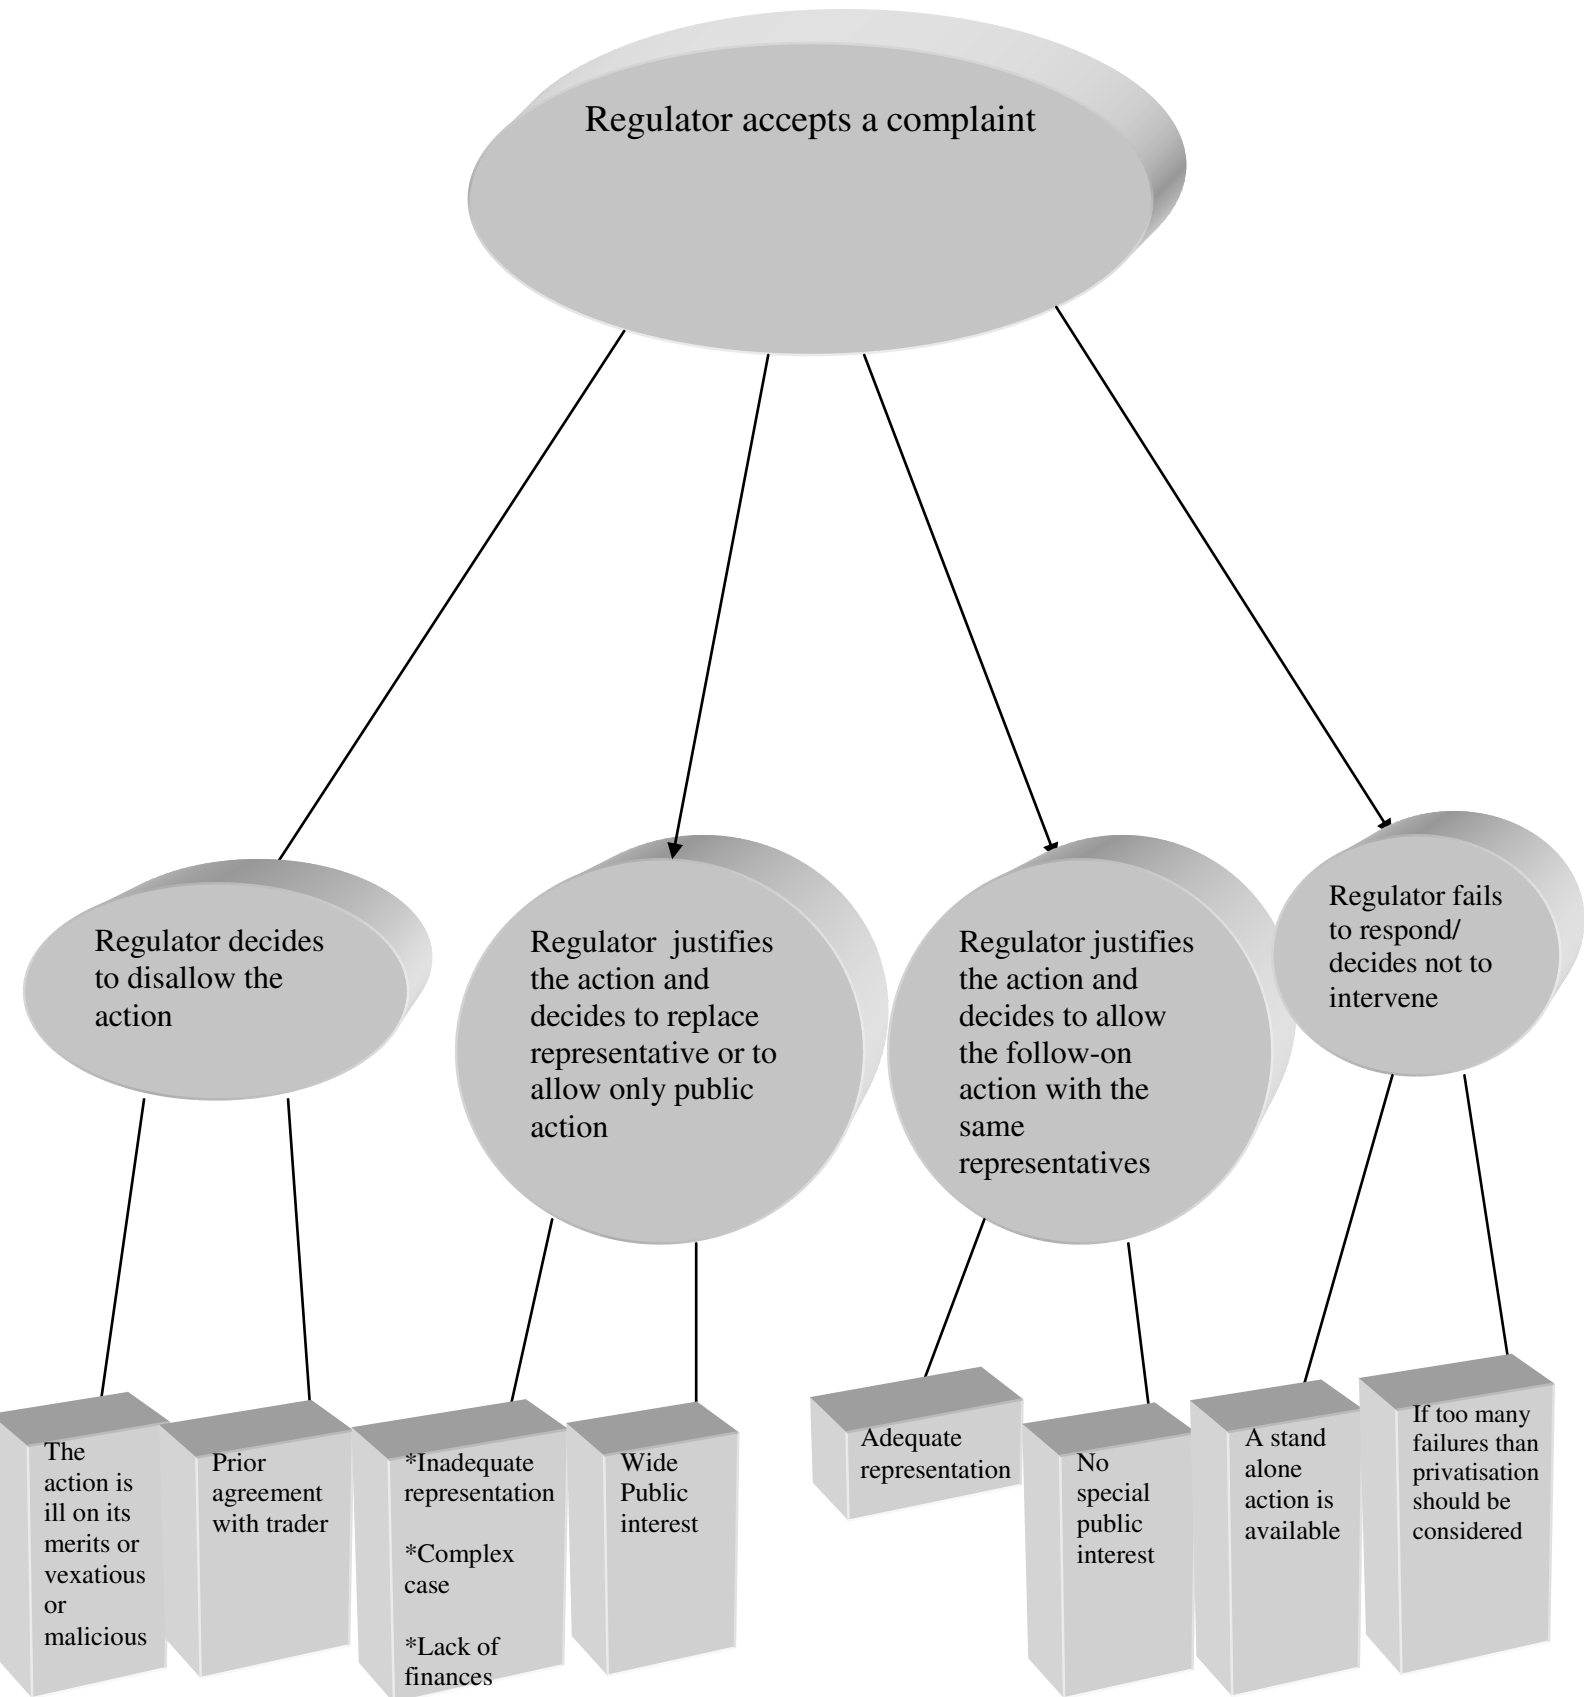 Regulator accepts a complaint
Regulator decides
to disallow the
action
Regulator  justifies
the action and
decides to replace
representative or to
allow only public
action
Regulator justifies
the action and
decides to allow
the follow-on
action with the
same
representatives
Regulator fails
to respond/
decides not to
intervene
The
action is
ill on its
merits or
vexatious
or
malicious
Prior
agreement
with trader
*Inadequate
representation
*Complex
case
*Lack of
finances
Wide
Public
interest
Adequate
representation
No
special
public
interest
A stand
alone
action is
available
If too many
failures than
privatisation
should be
considered